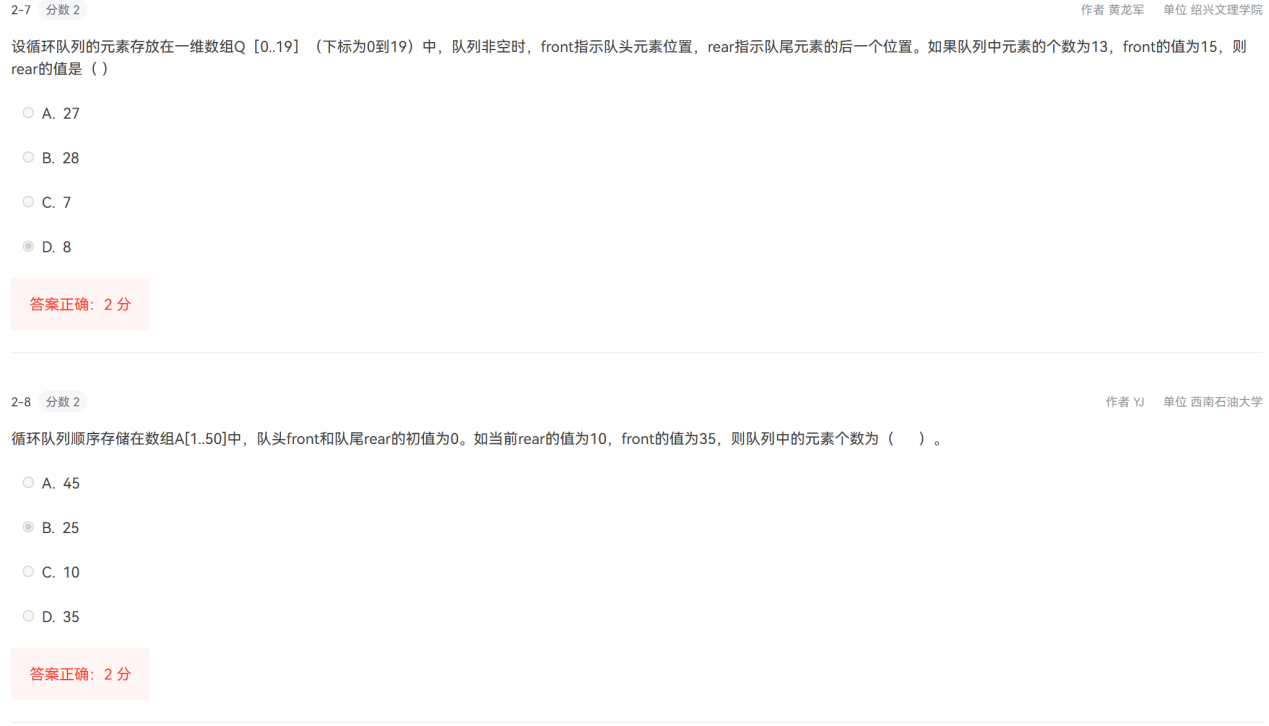 2-7 分数 2 作者 黄龙军 单位 绍兴文理学院
设循环队列的元素存放在一维数组Q［0..19］（下标为0到19）中，队列非空时，front指示队头元素位置，rear指示队尾元素的后一个位置。如果队列中元素的个数为13，front的值为15，则
rear的值是（ ）
A. 27
B. 28
C. 7
D. 8
答案正确：2 分
2-8 分数 2 作者 YJ 单位 西南石油大学
循环队列顺序存储在数组A[1..50]中，队头front和队尾rear的初值为0。如当前rear的值为10，front的值为35，则队列中的元素个数为（ ）。
A. 45
B. 25
C. 10
D. 35
答案正确：2 分